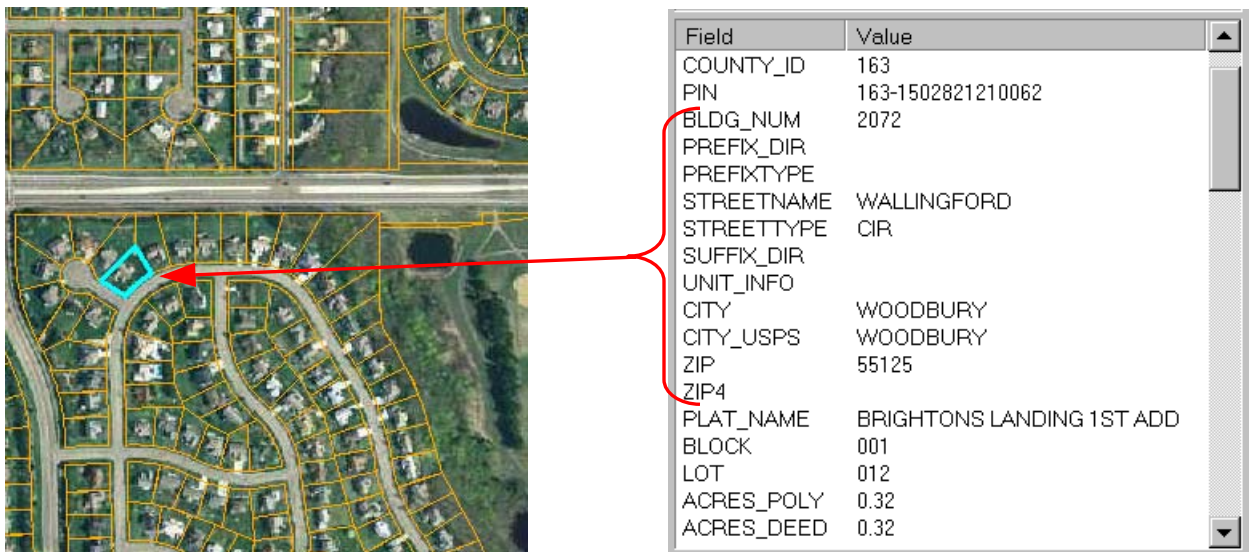 Field Value
COUNTY_ID 163
PIN 163-1502821210062
BLDG_NUM 2072
PREFIX_DIR
PREFIXTYPE
STREETNAME WALLINGFORD
STREETTYPE CIR
SUFFIX_DIR
UNIT_INFO
CITY WOODBURY
CITY_USPS WOODBURY
ZIP 55125
ZIP4
PLAT_NAME BRIGHTONS LANDING 1ST ADD
BLOCK 001
LOT 012
ACRES_POLY 0.32
ACRES_DEED 0.32